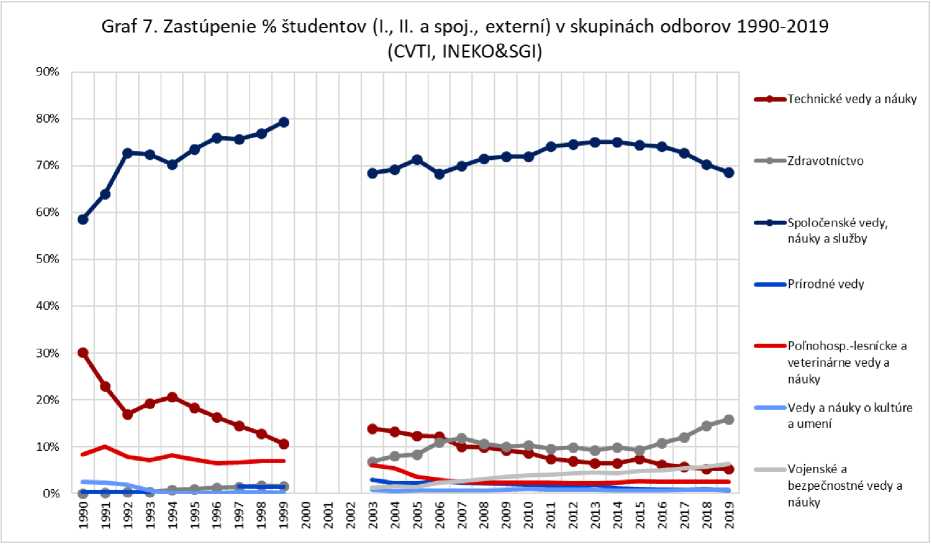 Graf 7. Zastúpenie % študentov (I., II. a spoj., externí) v skupinách odborov 1990-2019
(CVTI, INEKO&SGI)
90%
80%
70%
60%
50%
40%
30%
20%
10%
0%
1990
1991
1992
1993
1994
1995
1996
1997
1998
1999
2000
2001
2002
2003
2004
2005
2006
2007
2008
2009
2010
2011
2012
2013
2014
2015
2016
2017
2018
2019
Technické vedy a náuky
Zdravotníctvo
Spoločenské vedy,
náuky a služby
Prírodné vedy
Poľnohosp.-lesnícke a
veterinárne vedy a
náuky
Vedy a náuky o kultúre
a umení
Vojenské a
bezpečnostné vedy a
náuky